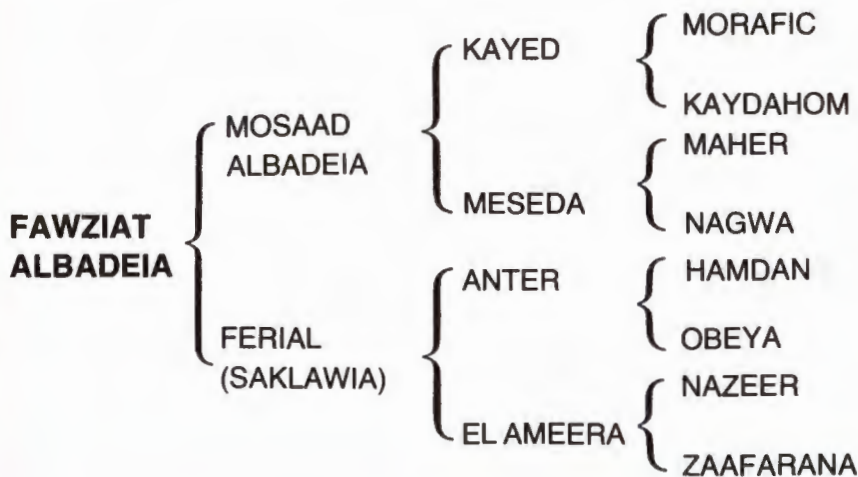 FAWZIAT
ALBADEIA
MOSAAD
ALBADEIA
FERIAL
(SAKLAWIA)
KAYED
MESEDA
ANTER
EL AMEERA
MORAFIC
KAYDAHOM
MAHER
NAGWA
HAMDAN
OBEYA
NAZEER
ZAAFARANA